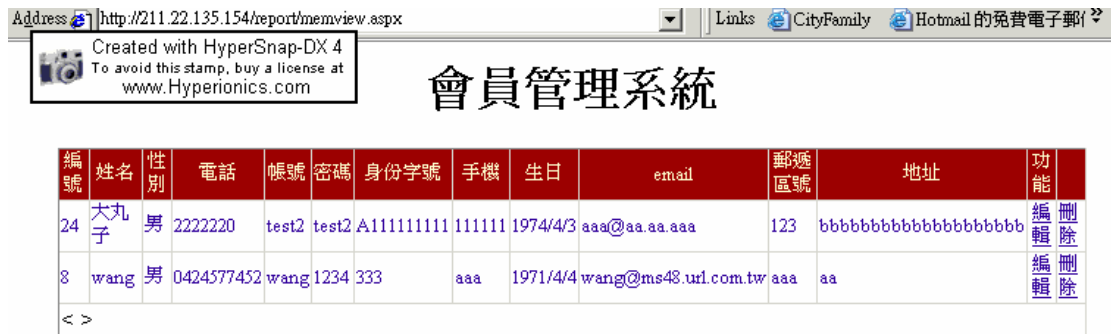 Address http://211.22.135.154/report/memview.aspx Links CityFamily Hotmail 的免費電子郵件
Created with HyperSnap-DX 4
To avoid this stamp, buy a license at
www.Hyperionics.com
會員管理系統
編號 姓名 性別 電話 帳號 密碼 身份字號 手機 生日 email 郵遞區號 地址 功能
24 大丸子 男 2222220 test2 test2 A111111111 111111 1974/4/3 aaa@aa.aa.aaa 123 bbbbbbbbbbbbbbbbbbbb 編輯 刪除
8 wang 男 0424577452 wang 1234 333 aaa 1971/4/4 wang@ms48.url.com.tw aaa aa 編輯 刪除
< >